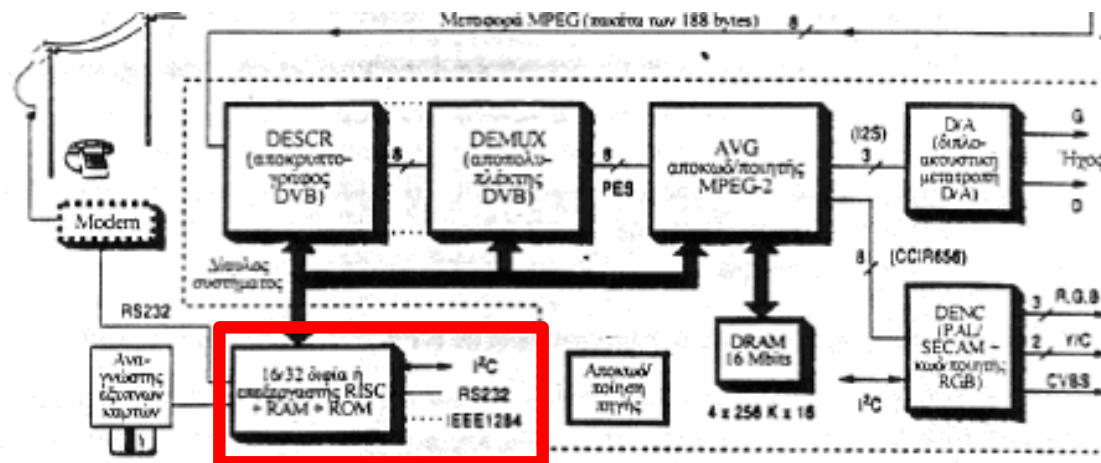 Μεταφορά MPEG (πακέτα των 188 bytes)
8
DESCR
(αποκρυπτο-
γράφος
DVB)
8
DEMUX
(αποπολυ-
πλέκτης
DVB)
8
PES
AVG
αποκωδ/ποιητής
MPEG-2
(I2S)
3
D/A
(διπλο-
ακουστική
μετατροπή
D/A)
G
Ήχος
D
Modem
Δίαυλος
συστήματος
8
(CCIR656)
RS232
Ανα-
γνώστης
έξυπνων
καρτών
16/32 διφία ή
επεξεργαστής RISC
+ RAM + ROM
I²C
RS232
IEEE1284
Αποκωδ/
ποίηση
πηγής
DRAM
16 Mbits
4 x 256 K x 16
I²C
DENC
(PAL/
SECAM –
κωδ/ποιητής
RGB)
3
R.G.B
2
Y/C
CVBS